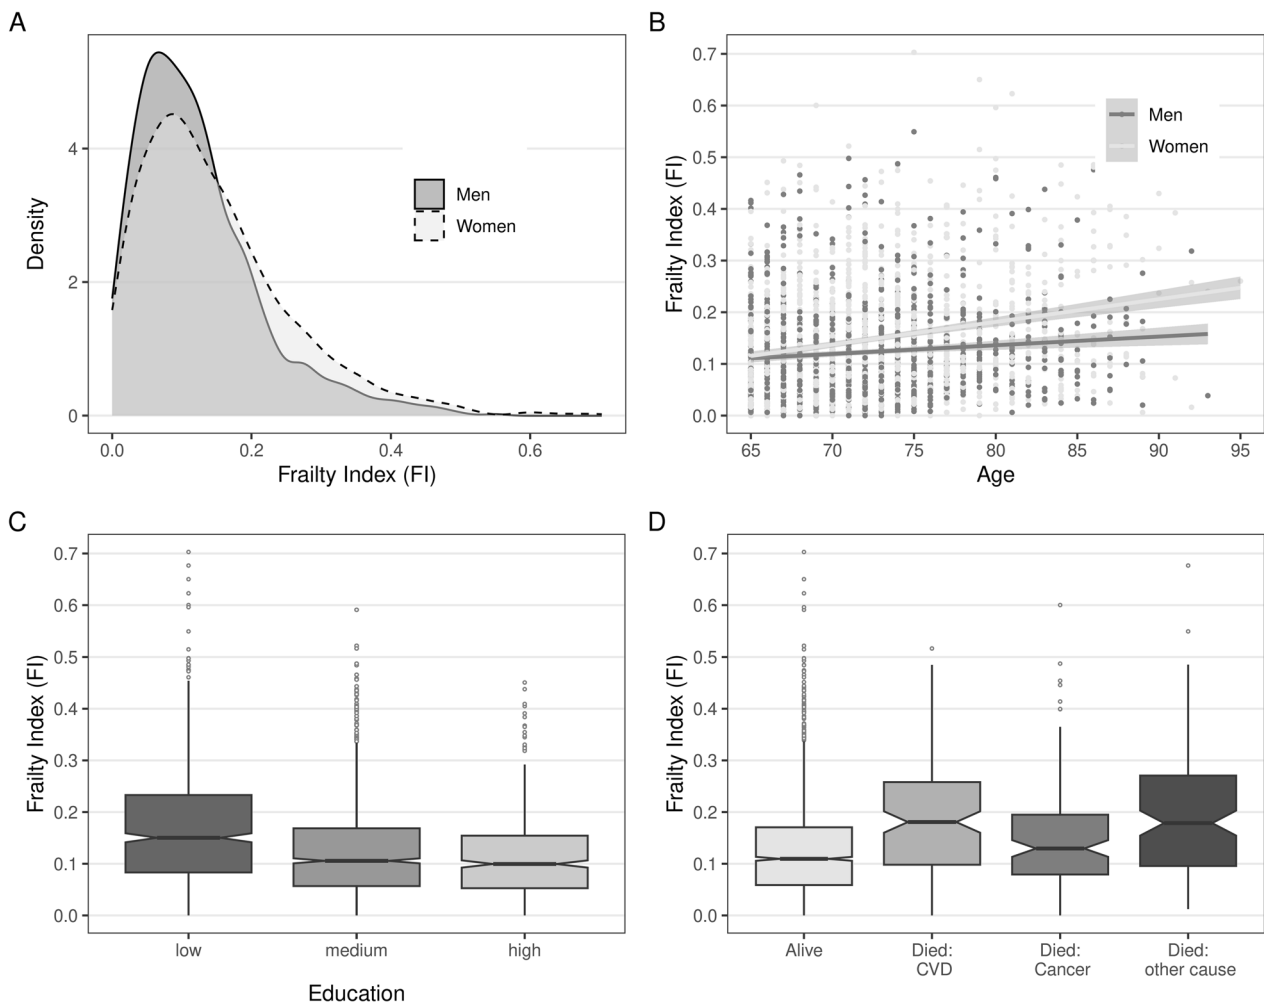 A
Density
4
2
0
0.0 0.2 0.4 0.6
Frailty Index (FI)
Men
Women
B
Frailty Index (FI)
0.7
0.6
0.5
0.4
0.3
0.2
0.1
0.0
65 70 75 80 85 90 95
Age
Men
Women
C
Frailty Index (FI)
0.7
0.6
0.5
0.4
0.3
0.2
0.1
0.0
low medium high
Education
D
Frailty Index (FI)
0.7
0.6
0.5
0.4
0.3
0.2
0.1
0.0
Alive
Died:
CVD
Died:
Cancer
Died:
other cause